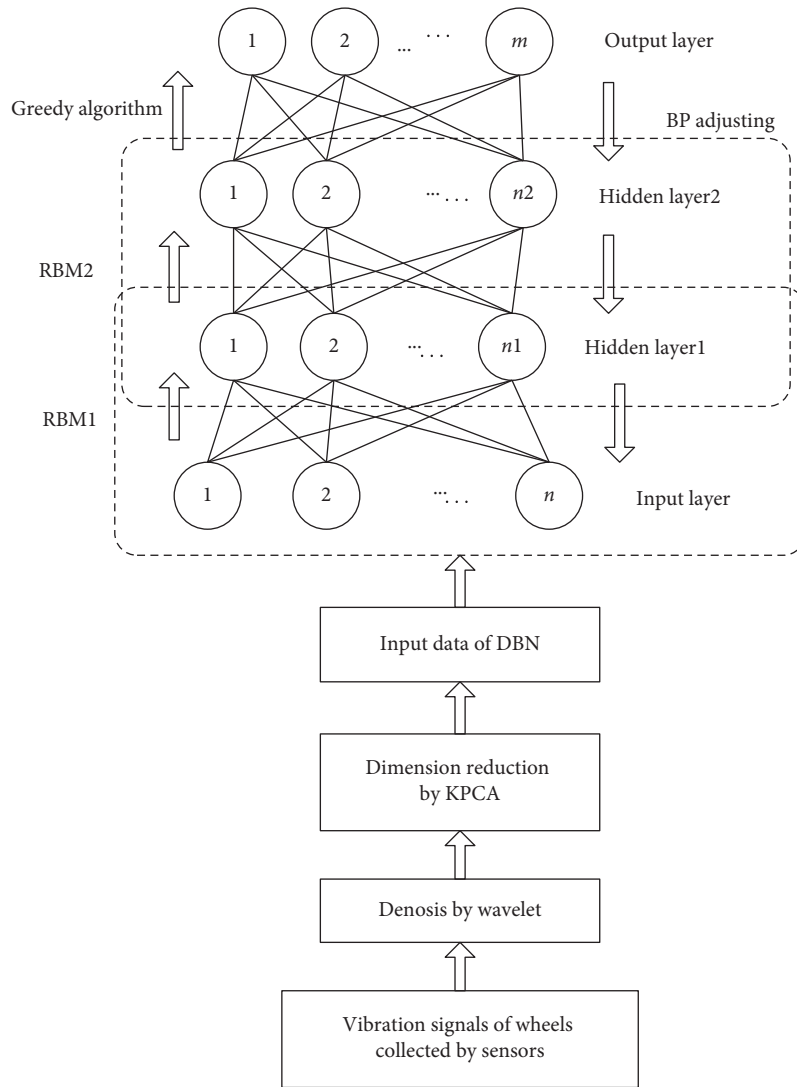 1 2 ... ... m Output layer
Greedy algorithm
BP adjusting
1 2 ... ... n2 Hidden layer2
RBM2
1 2 ... ... n1 Hidden layer1
RBM1
1 2 ... ... n Input layer
Input data of DBN
Dimension reduction
by KPCA
Denosis by wavelet
Vibration signals of wheels
collected by sensors